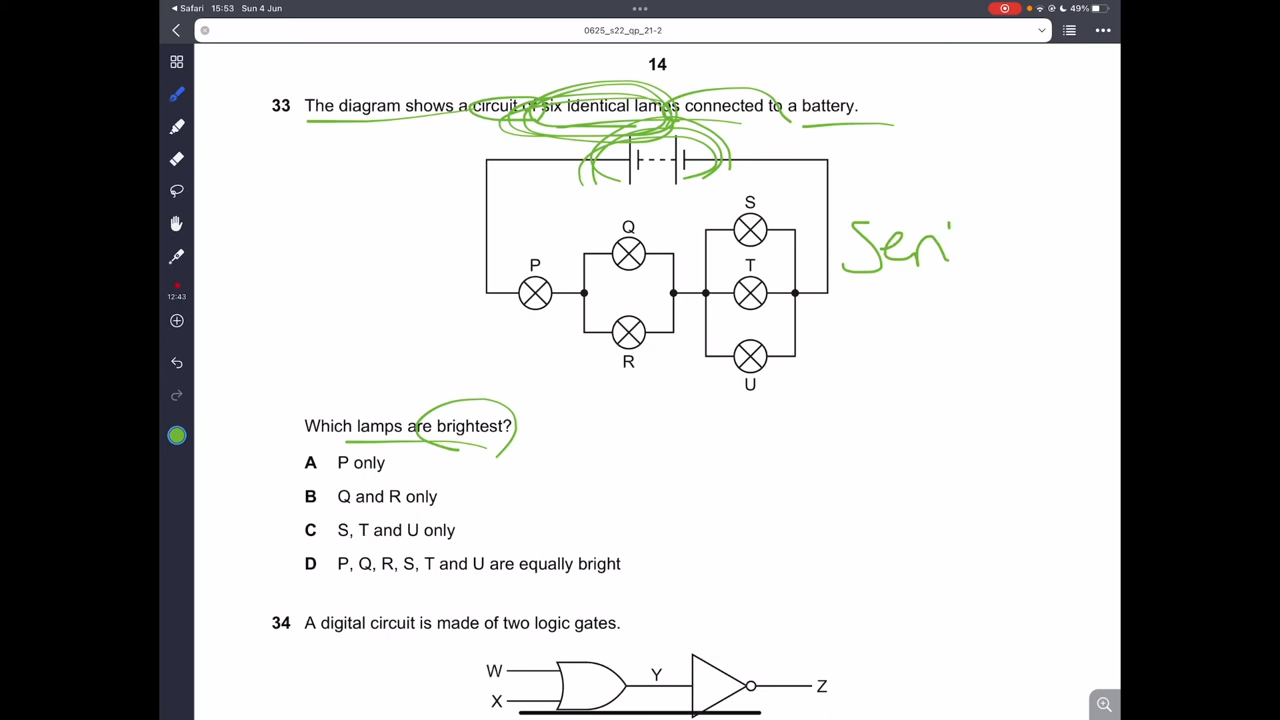 Safari 15:53 Sun 4 Jun 49%
0625_s22_qp_21-2
14
33 The diagram shows a circuit of six identical lamps connected to a battery.
S
Q
Seri
P
T
R
U
12:43
Which lamps are brightest?
A P only
B Q and R only
C S, T and U only
D P, Q, R, S, T and U are equally bright
34 A digital circuit is made of two logic gates.
W
Y
Z
X